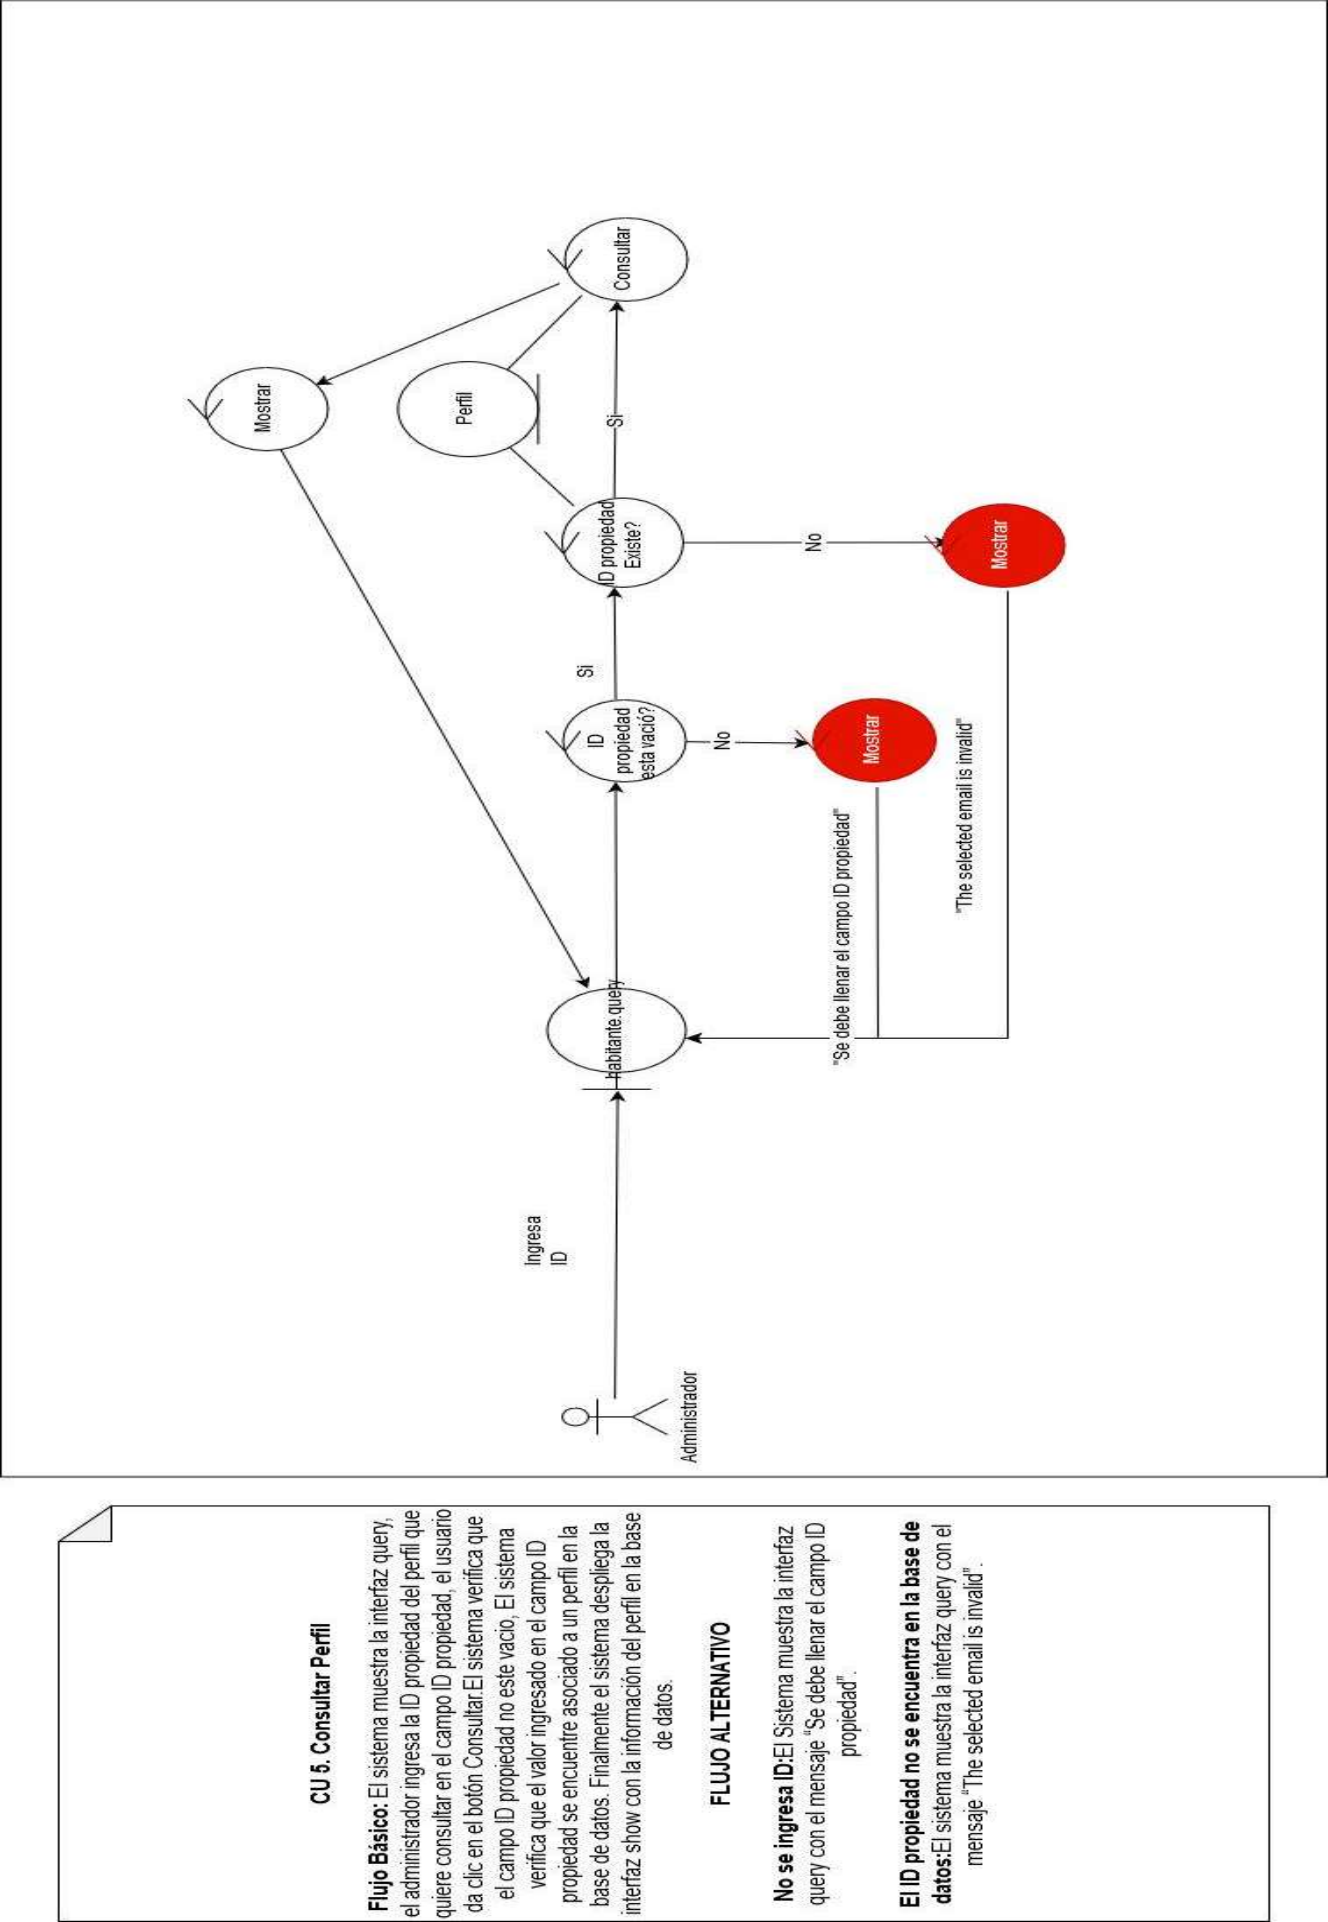 CU 5. Consultar Perfil
Flujo Básico: El sistema muestra la interfaz query,
el administrador ingresa la ID propiedad del perfil que
quiere consultar en el campo ID propiedad, el usuario
da clic en el botón Consultar.El sistema verifica que
el campo ID propiedad no este vacio, El sistema
verifica que el valor ingresado en el campo ID
propiedad se encuentre asociado a un perfil en la
base de datos. Finalmente el sistema despliega la
interfaz show con la información del perfil en la base
de datos.
FLUJO ALTERNATIVO
No se ingresa ID:El Sistema muestra la interfaz
query con el mensaje “Se debe llenar el campo ID
propiedad”.
El ID propiedad no se encuentra en la base de
datos:El sistema muestra la interfaz query con el
mensaje “The selected email is invalid”.
Administrador
Ingresa
ID
habitante.query
ID
propiedad
esta vació?
Si
No
Mostrar
"Se debe llenar el campo ID propiedad"
ID propiedad
Existe?
Si
No
Mostrar
"The selected email is invalid"
Perfil
Consultar
Mostrar